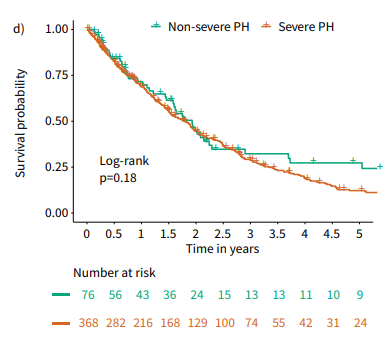 d)
Non-severe PH
Severe PH
Survival probability
1.00
0.75
0.50
0.25
0.00
Log-rank
p=0.18
0 0.5 1 1.5 2 2.5 3 3.5 4 4.5 5
Time in years
Number at risk
76 56 43 36 24 15 13 13 11 10 9
368 282 216 168 129 100 74 55 42 31 24